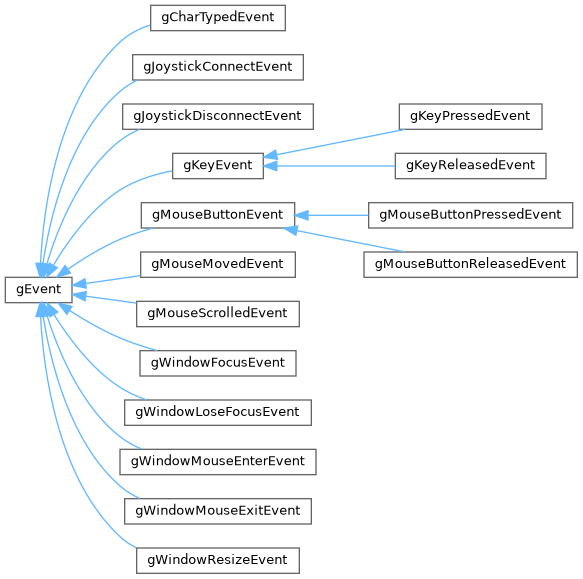 gCharTypedEvent
gJoystickConnectEvent
gJoystickDisconnectEvent
gKeyPressedEvent
gKeyEvent
gKeyReleasedEvent
gMouseButtonEvent
gMouseButtonPressedEvent
gMouseMovedEvent
gMouseButtonReleasedEvent
gEvent
gMouseScrolledEvent
gWindowFocusEvent
gWindowLoseFocusEvent
gWindowMouseEnterEvent
gWindowMouseExitEvent
gWindowResizeEvent